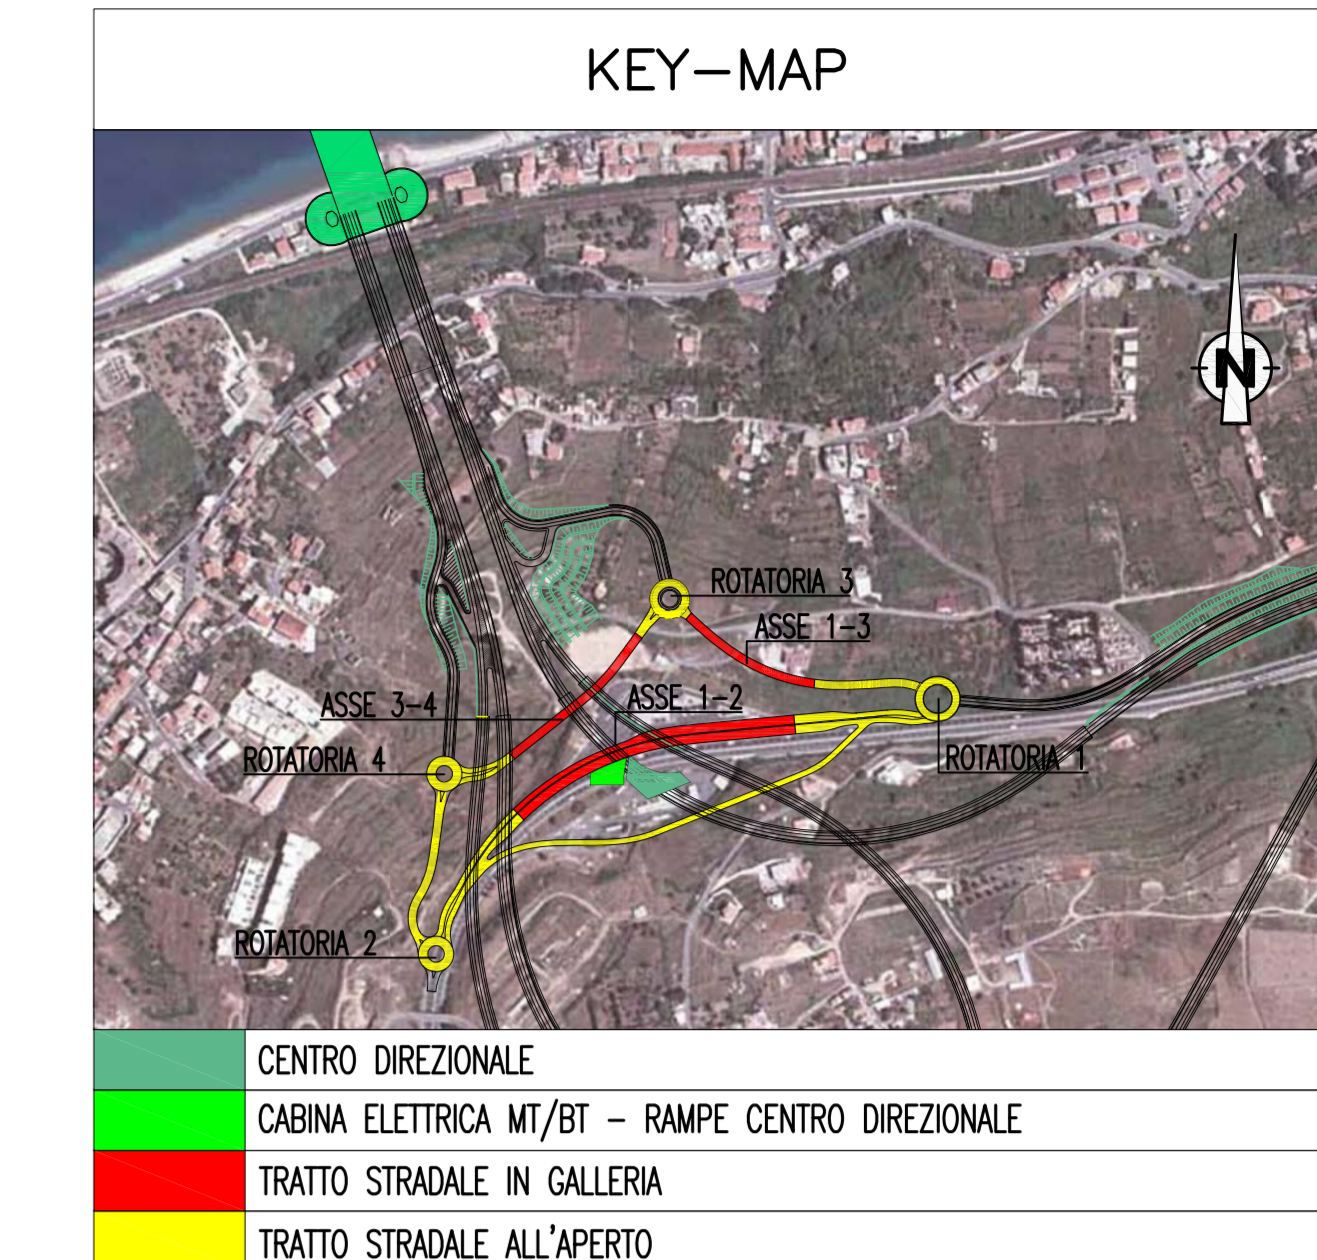 KEY-MAP
N
ROTATORIA 3
ASSE 1-3
ASSE 1-2
ASSE 3-4
ROTATORIA 4
ROTATORIA 1
ROTATORIA 2
CENTRO DIREZIONALE
CABINA ELETTRICA MT/BT - RAMPE CENTRO DIREZIONALE
TRATTO STRADALE IN GALLERIA
TRATTO STRADALE ALL'APERTO